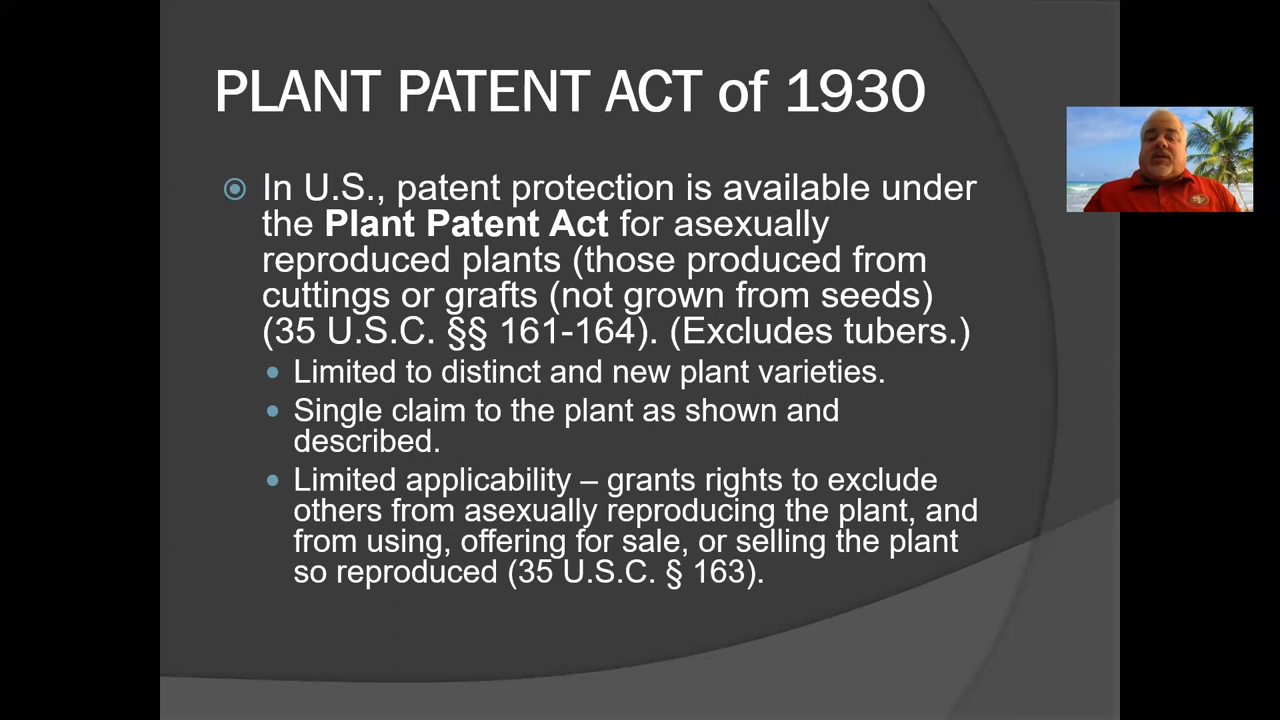 PLANT PATENT ACT of 1930
In U.S., patent protection is available under
the Plant Patent Act for asexually
reproduced plants (those produced from
cuttings or grafts (not grown from seeds)
(35 U.S.C. §§ 161-164). (Excludes tubers.)
Limited to distinct and new plant varieties.
Single claim to the plant as shown and
described.
Limited applicability – grants rights to exclude
others from asexually reproducing the plant, and
from using, offering for sale, or selling the plant
so reproduced (35 U.S.C. § 163).